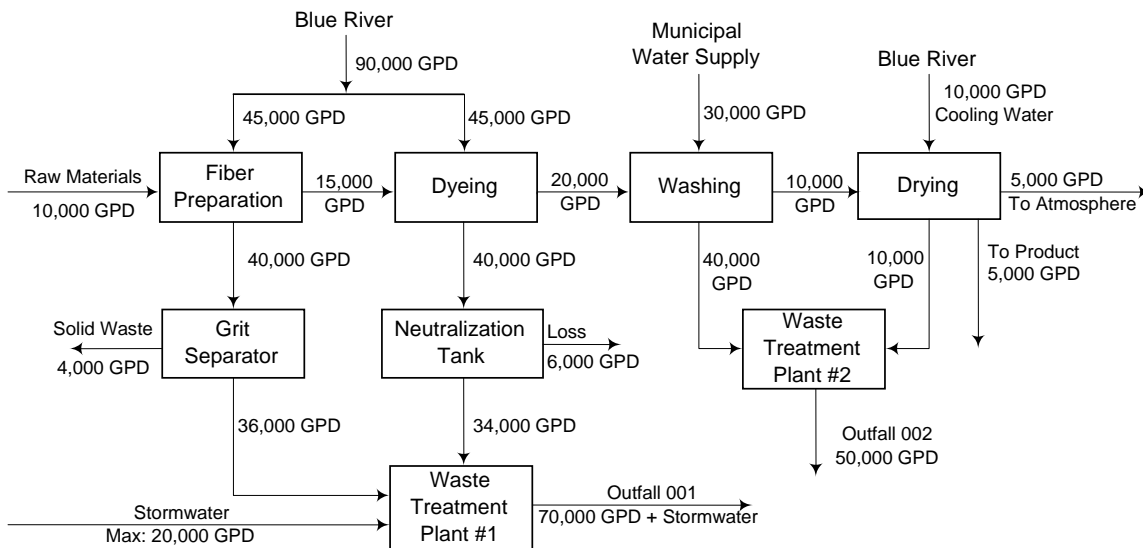 Blue River
90,000 GPD
45,000 GPD
45,000 GPD
Municipal
Water Supply
30,000 GPD
Blue River
10,000 GPD
Cooling Water
Raw Materials
10,000 GPD
Fiber
Preparation
15,000
GPD
Dyeing
20,000
GPD
Washing
10,000
GPD
Drying
5,000 GPD
To Atmosphere
40,000 GPD
40,000 GPD
40,000
GPD
10,000
GPD
To Product
5,000 GPD
Solid Waste
4,000 GPD
Grit
Separator
Neutralization
Tank
Loss
6,000 GPD
Waste
Treatment
Plant #2
36,000 GPD
34,000 GPD
Outfall 002
50,000 GPD
Stormwater
Max: 20,000 GPD
Waste
Treatment
Plant #1
Outfall 001
70,000 GPD + Stormwater